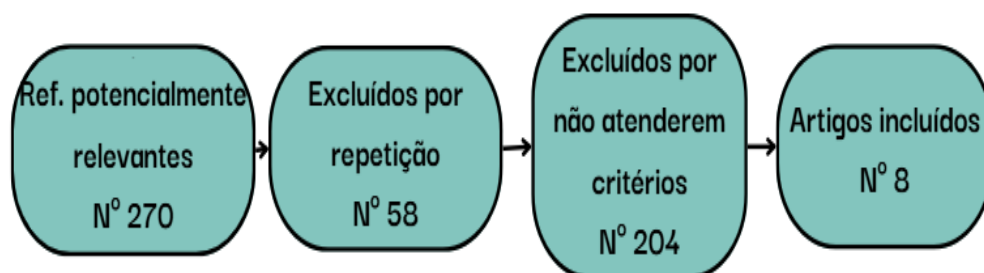 Ref. potencialmente
relevantes
Nº 270
Excluídos por
repetição
Nº 58
Excluídos por
não atenderem
critérios
Nº 204
Artigos incluídos
Nº 8